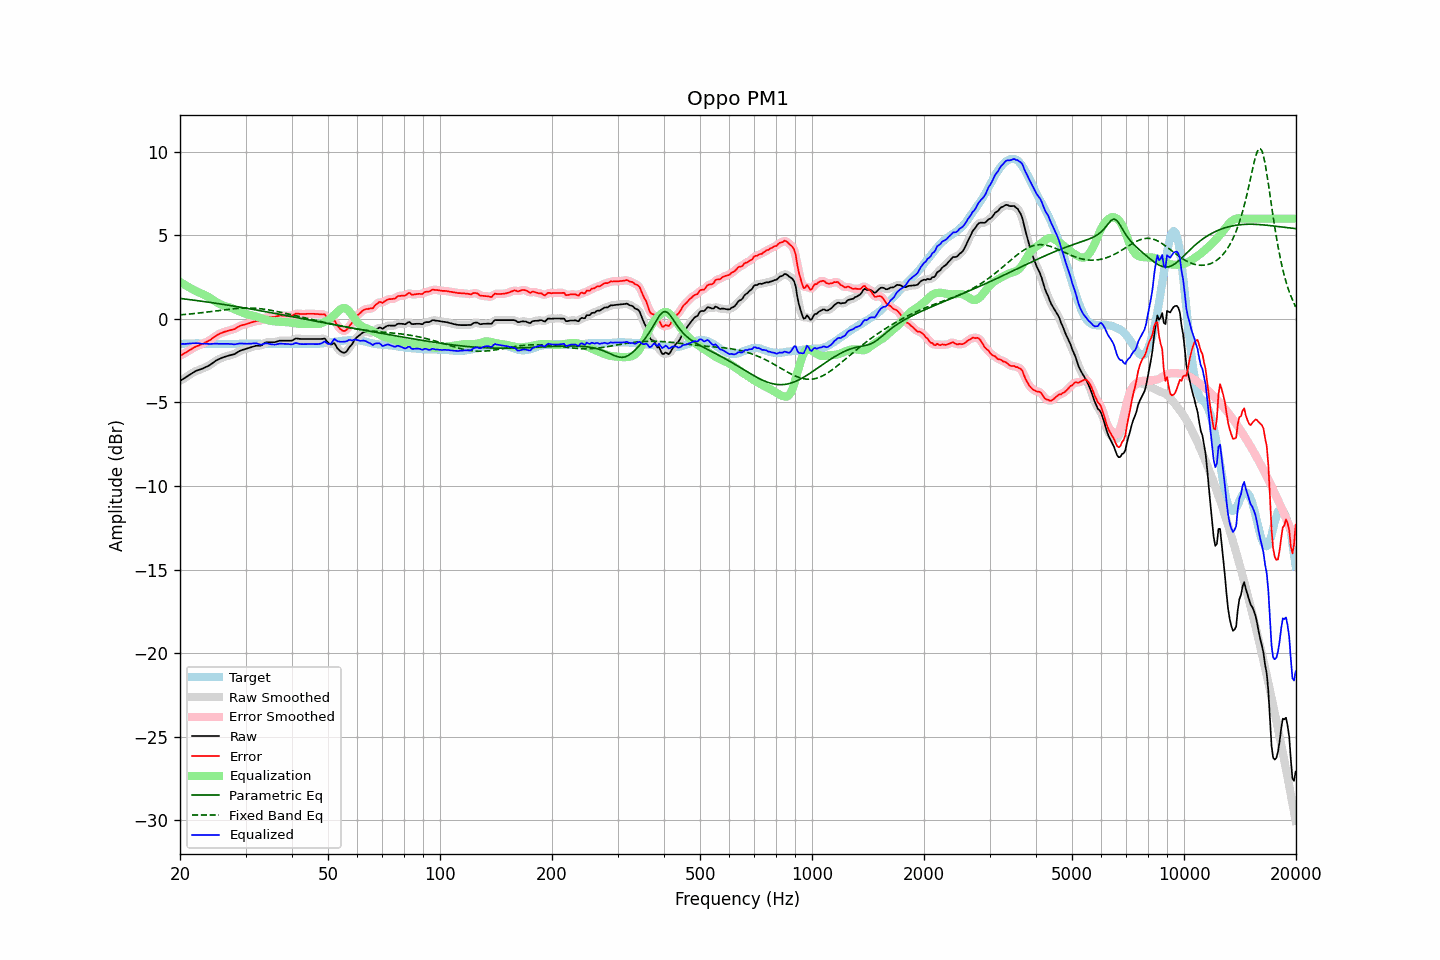 Oppo PM1
Amplitude (dBr)
10
5
0
−5
−10
−15
−20
−25
−30
Target
Raw Smoothed
Error Smoothed
Raw
Error
Equalization
Parametric Eq
Fixed Band Eq
Equalized
20 50 100 200 500 1000 2000 5000 10000 20000
Frequency (Hz)